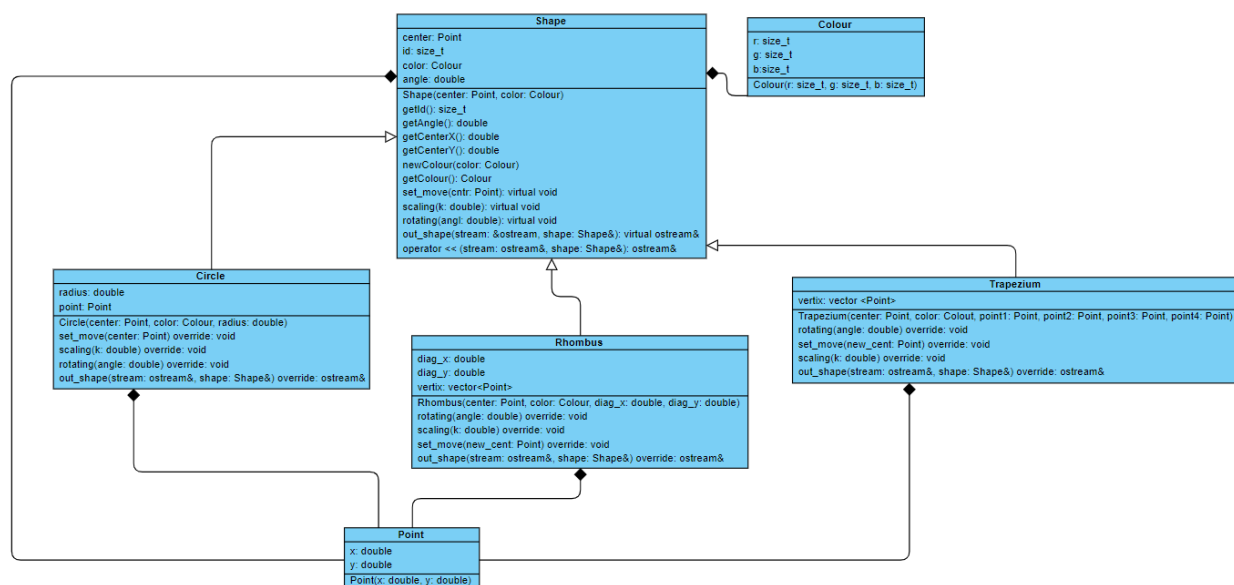 Shape
center: Point
id: size_t
color: Colour
angle: double
Shape(center: Point, color: Colour)
getId(): size_t
getAngle(): double
getCenterX(): double
getCenterY(): double
newColour(color: Colour)
getColour(): Colour
set_move(cntr: Point): virtual void
scaling(k: double): virtual void
rotating(angl: double): virtual void
out_shape(stream: &ostream, shape: Shape&): virtual ostream&
operator << (stream: ostream&, shape: Shape&): ostream&
Colour
r: size_t
g: size_t
b:size_t
Colour(r: size_t, g: size_t, b: size_t)
Circle
radius: double
point: Point
Circle(center: Point, color: Colour, radius: double)
set_move(center: Point) override: void
scaling(k: double) override: void
rotating(angle: double) override: void
out_shape(stream: ostream&, shape: Shape&) override: ostream&
Rhombus
diag_x: double
diag_y: double
vertix: vector<Point>
Rhombus(center: Point, color: Colour, diag_x: double, diag_y: double)
rotating(angle: double) override: void
scaling(k: double) override: void
set_move(new_cent: Point) override: void
out_shape(stream: ostream&, shape: Shape&) override: ostream&
Trapezium
vertix: vector <Point>
Trapezium(center: Point, color: Colout, point1: Point, point2: Point, point3: Point, point4: Point)
rotating(angle: double) override: void
set_move(new_cent: Point) override: void
scaling(k: double) override: void
out_shape(stream: ostream&, shape: Shape&) override: ostream&
Point
x: double
y: double
Point(x: double, y: double)